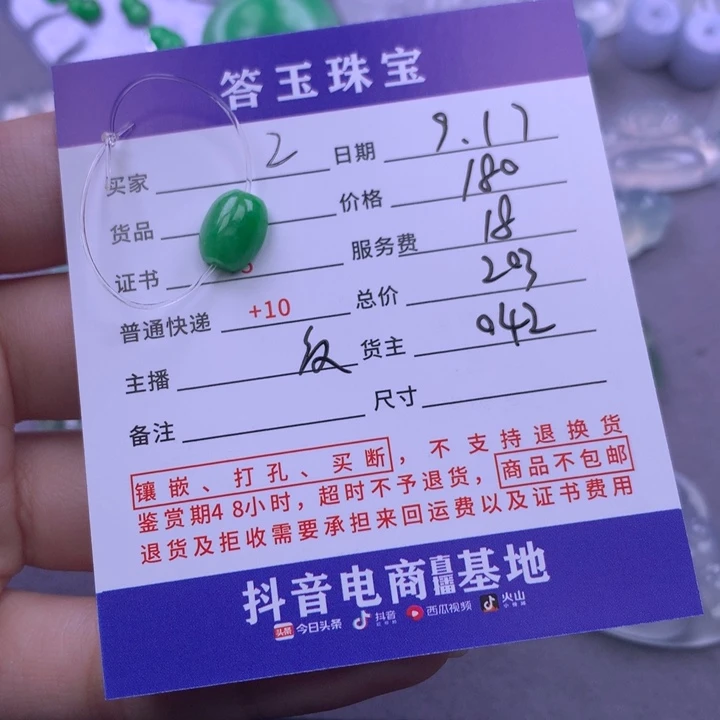 答玉珠宝
买家 2 日期 9.17
货品 价格 180
证书 5 服务费 18
普通快递 +10 总价 203
主播 货主 042
备注 尺寸
镶嵌、打孔、买断，不支持退换货
鉴赏期48小时，超时不予退货，商品不包邮
退货及拒收需要承担来回运费以及证书费用
抖音电商直播基地
头条 今日头条 抖音 西瓜视频 火山